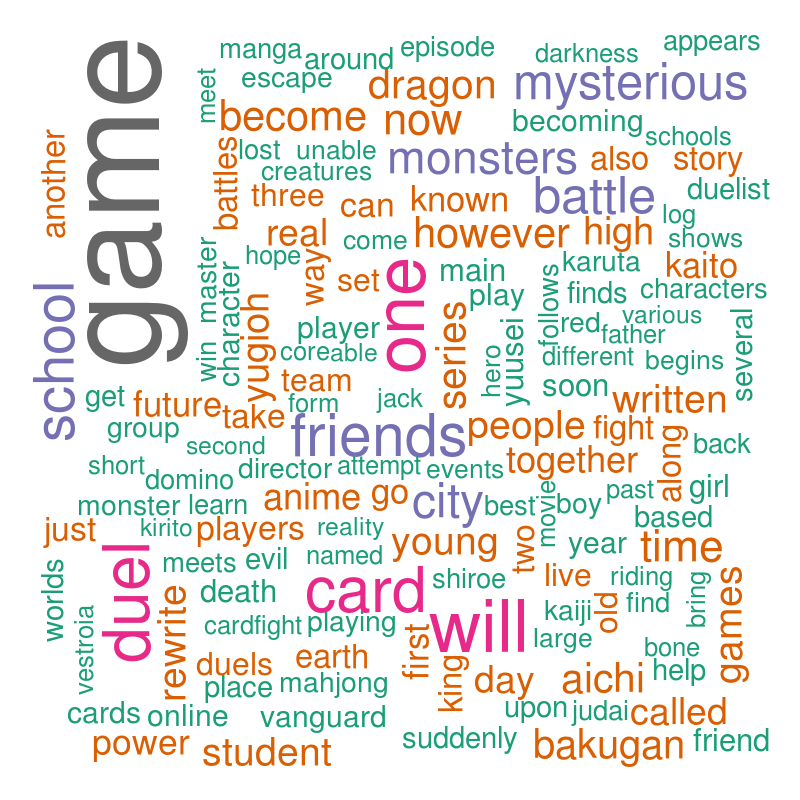 game
manga
around
episode
darkness
appears
meet
escape
dragon
mysterious
another
become
now
becoming
schools
battles
lost
unable
creatures
monsters
also
story
three
can
known
battle
duelist
real
hope
come
however
high
log
shows
school
master
win
character
way
set
one
main
play
karuta
finds
kaito
characters
yugioh
player
series
yuusei
follows
red
various
father
coreable
team
hero
different
begins
several
get
future
take
form
jack
soon
written
group
second
friends
people
fight
back
short
domino
director
attempt
events
together
along
girl
monster
learn
anime
go
city
best
movie
boy
past
based
just
kirito
players
reality
young
two
year
time
worlds
duel
meets
evil
named
death
card
shiroe
live
riding
vestroia
rewrite
cardfight
playing
will
kaiji
old
find
bring
games
first
large
duels
earth
bone
place
mahjong
king
day
aichi
help
cards
online
vanguard
upon
judai
called
power
student
suddenly
bakugan
friend